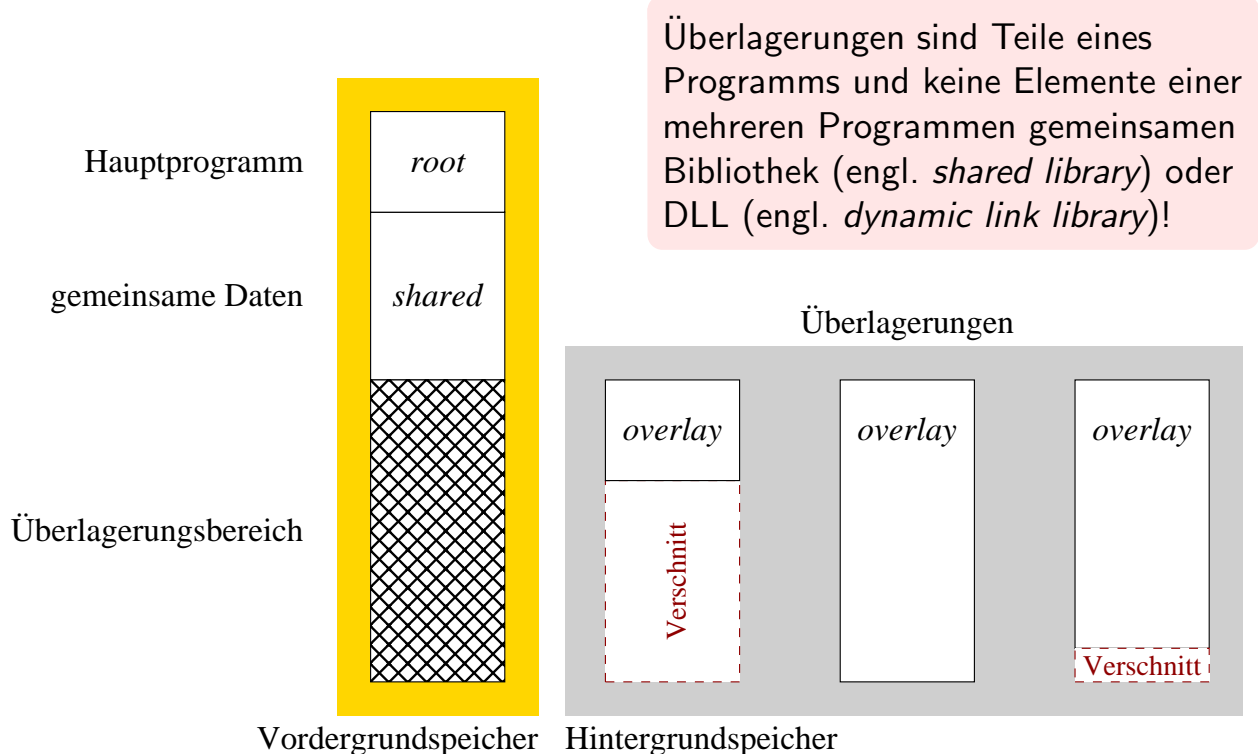 Überlagerungen sind Teile eines
Programms und keine Elemente einer
mehreren Programmen gemeinsamen
Bibliothek (engl. shared library) oder
DLL (engl. dynamic link library)!
Hauptprogramm
root
gemeinsame Daten
shared
Überlagerungen
overlay
overlay
overlay
Überlagerungsbereich
Verschnitt
Verschnitt
Vordergrundspeicher
Hintergrundspeicher